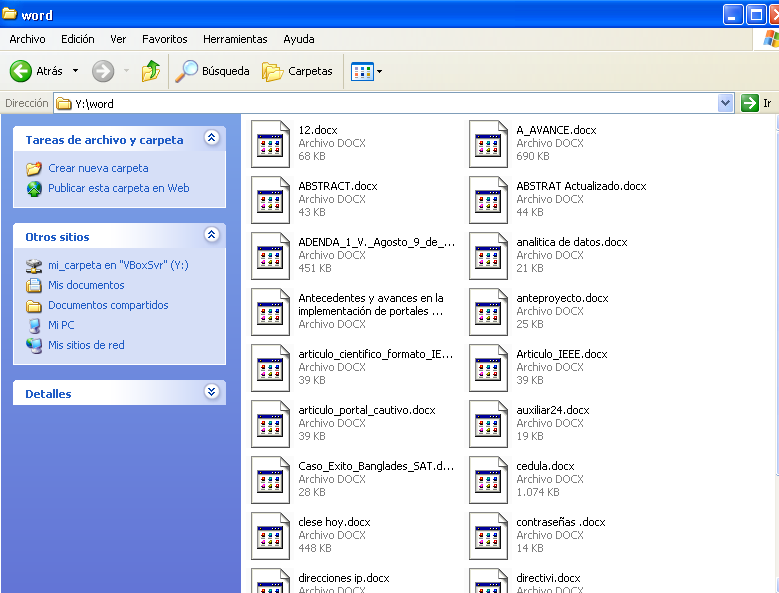 word
Archivo Edición Ver Favoritos Herramientas Ayuda
Atrás Búsqueda Carpetas
Dirección Y:\word Ir
Tareas de archivo y carpeta
Crear nueva carpeta
Publicar esta carpeta en Web
Otros sitios
mi_carpeta en "VBoxSvr" (Y:)
Mis documentos
Documentos compartidos
Mi PC
Mis sitios de red
Detalles
12.docx
Archivo DOCX
68 KB
A_AVANCE.docx
Archivo DOCX
690 KB
ABSTRACT.docx
Archivo DOCX
43 KB
ABSTRAT Actualizado.docx
Archivo DOCX
44 KB
ADENDA_1_V._Agosto_9_de_...
Archivo DOCX
451 KB
analitica de datos.docx
Archivo DOCX
21 KB
Antecedentes y avances en la
implementación de portales ...
Archivo DOCX
anteproyecto.docx
Archivo DOCX
25 KB
articulo_cientifico_formato_IE...
Archivo DOCX
39 KB
Articulo_IEEE.docx
Archivo DOCX
39 KB
articulo_portal_cautivo.docx
Archivo DOCX
39 KB
auxiliar24.docx
Archivo DOCX
19 KB
Caso_Exito_Banglades_SAT.d...
Archivo DOCX
28 KB
cedula.docx
Archivo DOCX
1.074 KB
clese hoy.docx
Archivo DOCX
448 KB
contraseñas .docx
Archivo DOCX
14 KB
direcciones ip.docx
Archivo DOCX
directivi.docx
Archivo DOCX